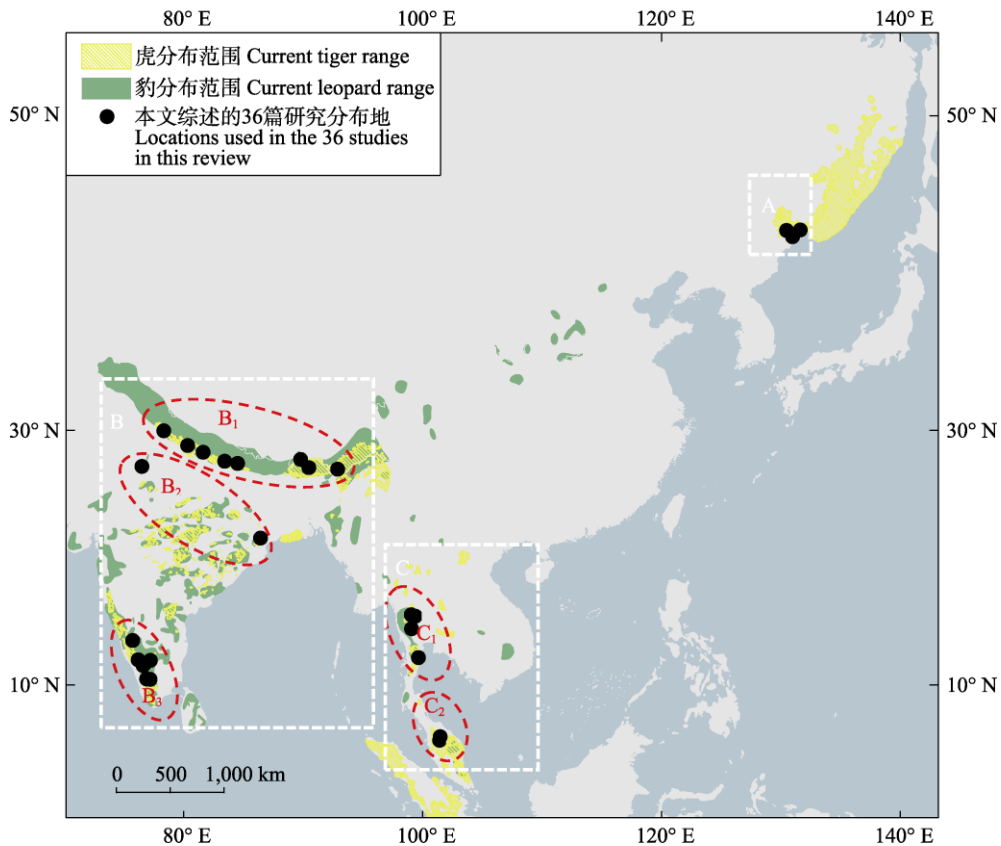 80° E 100° E 120° E 140° E
虎分布范围 Current tiger range
豹分布范围 Current leopard range
本文综述的36篇研究分布地
Locations used in the 36 studies
in this review
50° N 50° N
A
30° N B B1 30° N
B2
C
C1
10° N B3 C2 10° N
0 500 1,000 km
80° E 100° E 120° E 140° E